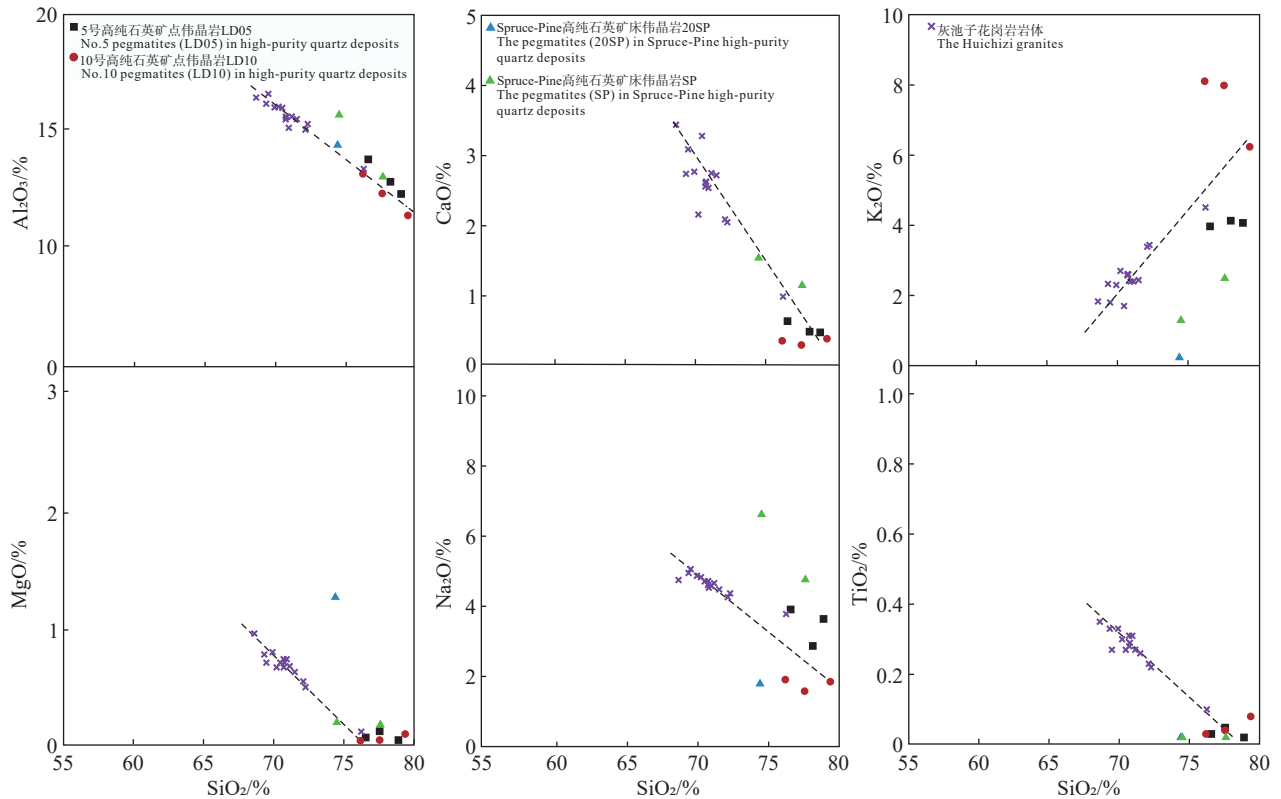 5号高纯石英矿点伟晶岩LD05
No.5 pegmatites (LD05) in high-purity quartz deposits
10号高纯石英矿点伟晶岩LD10
No.10 pegmatites (LD10) in high-purity quartz deposits
Spruce-Pine高纯石英矿床伟晶岩20SP
The pegmatites (20SP) in Spruce-Pine high-purity
quartz deposits
Spruce-Pine高纯石英矿床伟晶岩SP
The pegmatites (SP) in Spruce-Pine high-purity
quartz deposits
灰池子花岗岩岩体
The Huichizi granites
Al₂O₃/%
20
15
10
0
CaO/%
5
4
3
2
1
0
55 60 65 70 75 80
K₂O/%
10
8
6
4
2
0
MgO/%
3
2
1
0
55 60 65 70 75 80
SiO₂/%
Na₂O/%
10
8
6
4
2
0
55 60 65 70 75 80
SiO₂/%
TiO₂/%
1.0
0.8
0.6
0.4
0.2
0
55 60 65 70 75 80
SiO₂/%